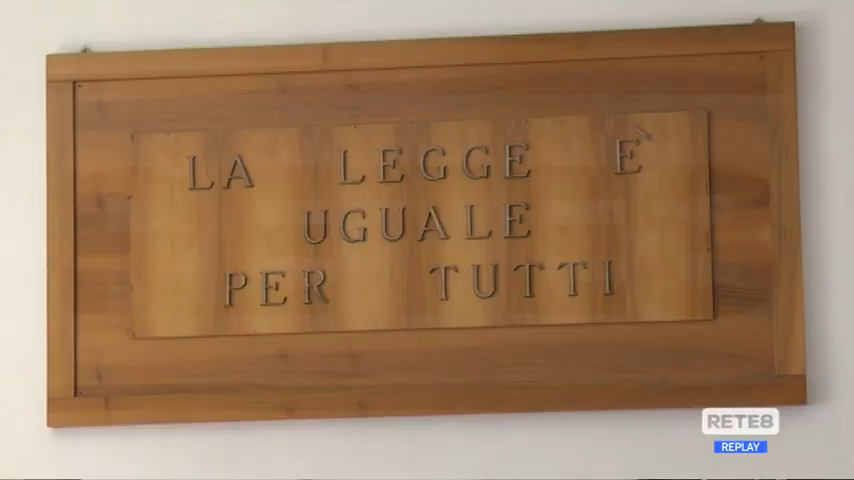 LA LEGGE È
UGUALE
PER TUTTI
RETE8
REPLAY